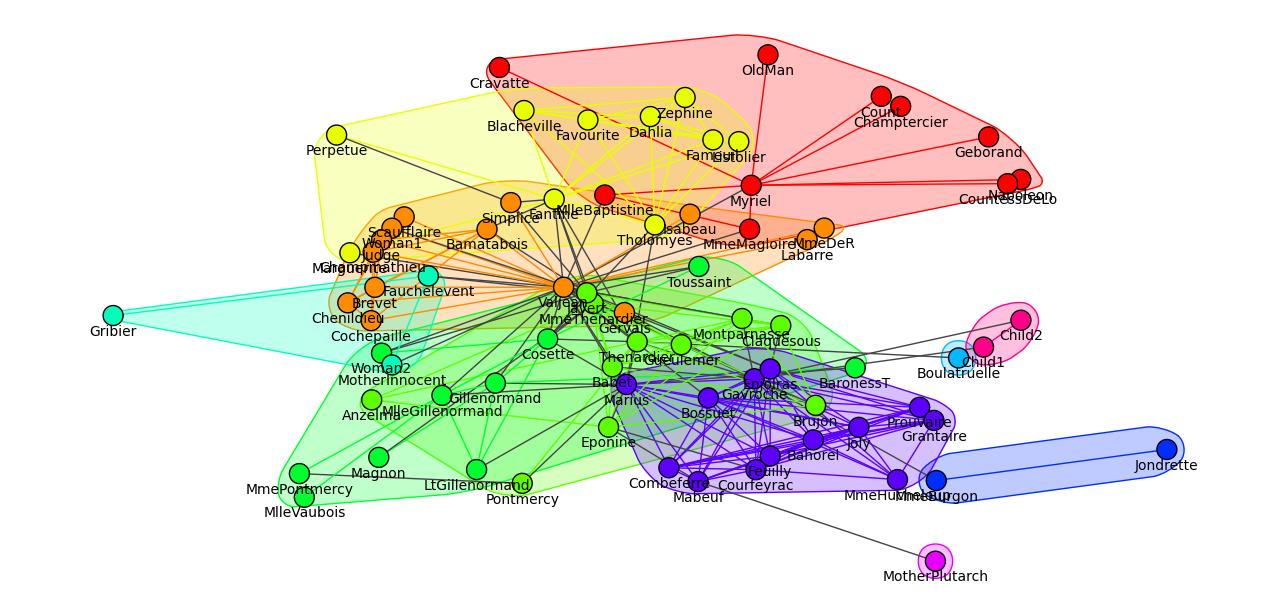 OldMan
Cravatte
Count
Champtercier
Zephine
Blacheville
Favourite
Dahlia
Perpetue
Geborand
Fameuil
Listolier
Napoleon
CountessDeLo
Myriel
MlleBaptistine
Fantine
Simplice
Isabeau
Tholomyes
Bamatabois
MmeMagloire
MmeDeR
Labarre
Scaufflaire
Woman1
Judge
Champmathieu
Marguerite
Toussaint
Fauchelevent
Brevet
Valjean
Javert
MmeThenardier
Gervais
Chenildieu
Gribier
Cochepaille
Montparnasse
Claquesous
Child2
Cosette
Thenardier
Gueulemer
Child1
Boulatruelle
Woman2
MotherInnocent
Babet
Enjolras
BaronessT
Gavroche
Marius
Gillenormand
MlleGillenormand
Anzelma
Bossuet
Brujon
Prouvaire
Grantaire
Eponine
Joly
Bahorel
Jondrette
Magnon
Feuilly
MmePontmercy
LtGillenormand
Combeferre
Courfeyrac
Mabeuf
Pontmercy
MmeHucheloup
MmeBurgon
MlleVaubois
MotherPlutarch